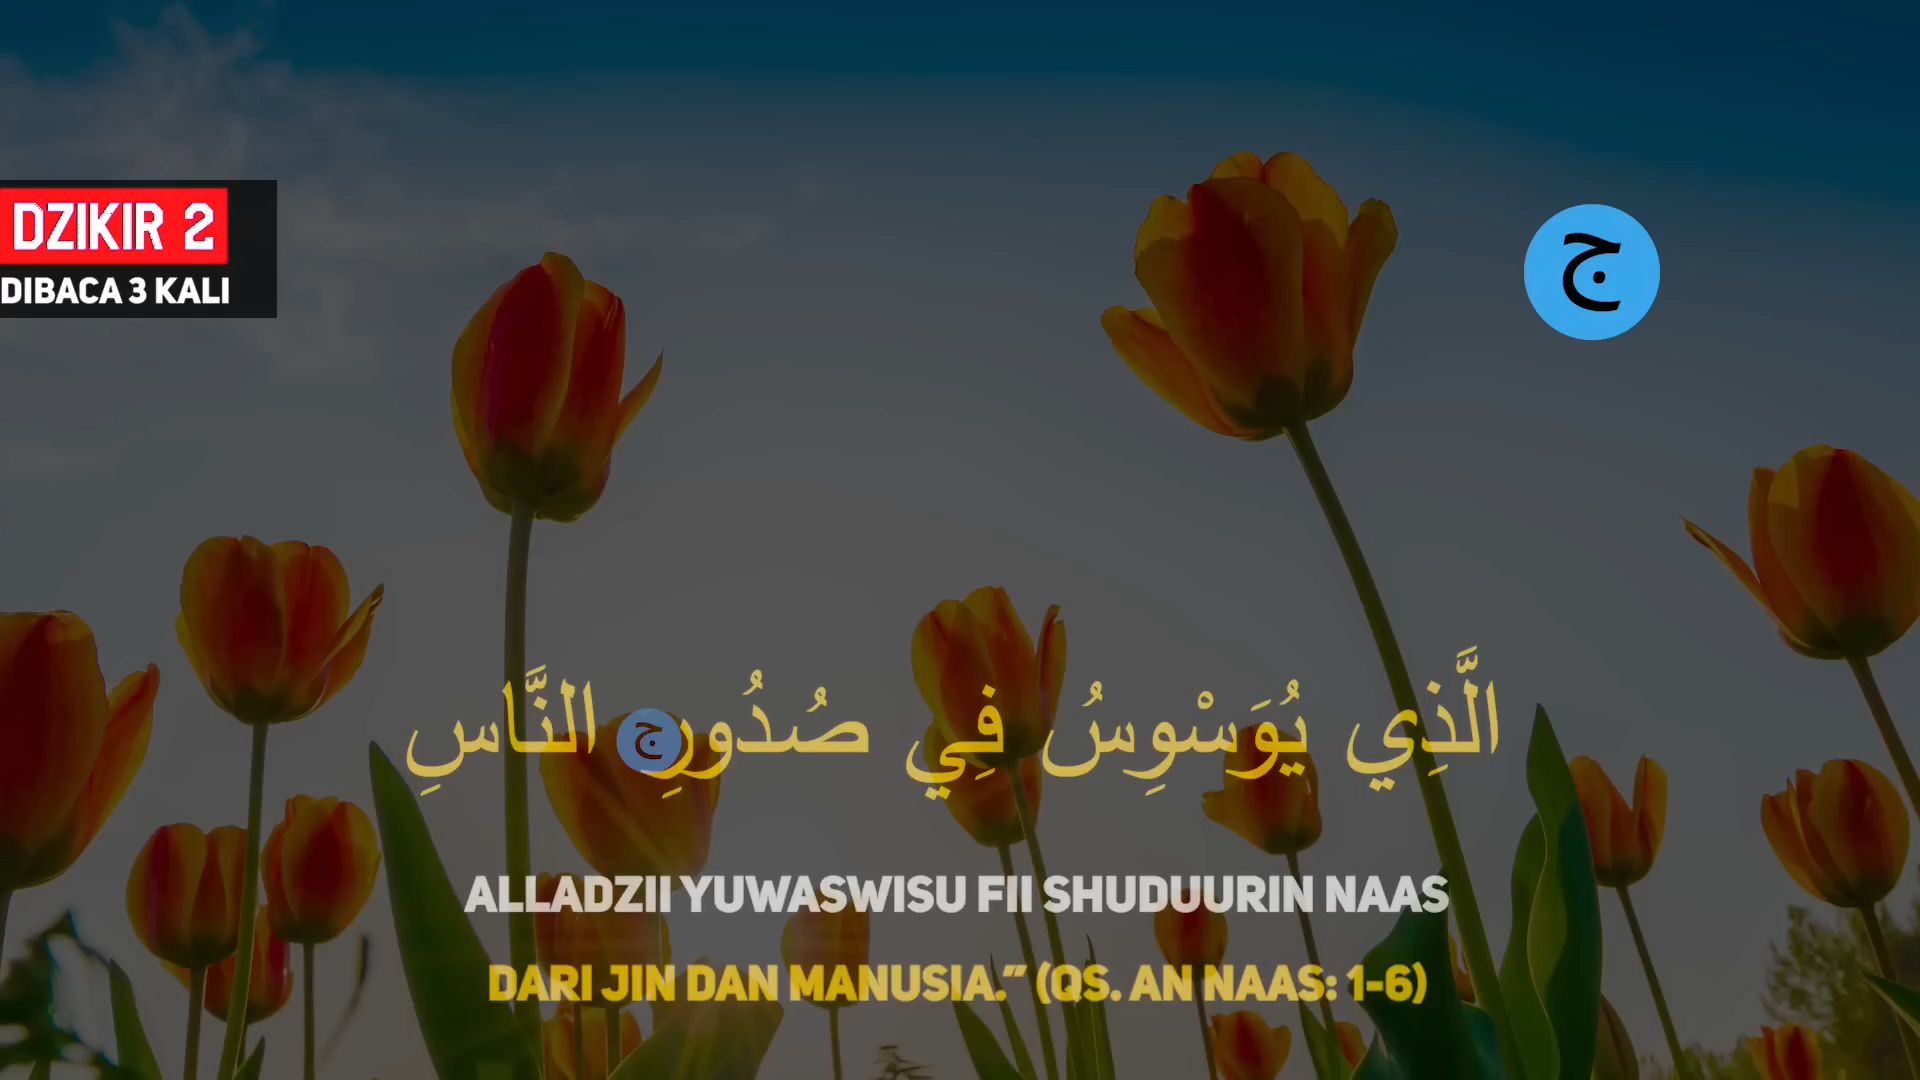 DZIKIR 2
DIBACA 3 KALI
ج
الَّذِي يُوَسْوِسُ فِي صُدُورِ النَّاسِ
ج
ALLADZII YUWASWISU FII SHUDUURIN NAAS
DARI JIN DAN MANUSIA.” (QS. AN NAAS: 1-6)